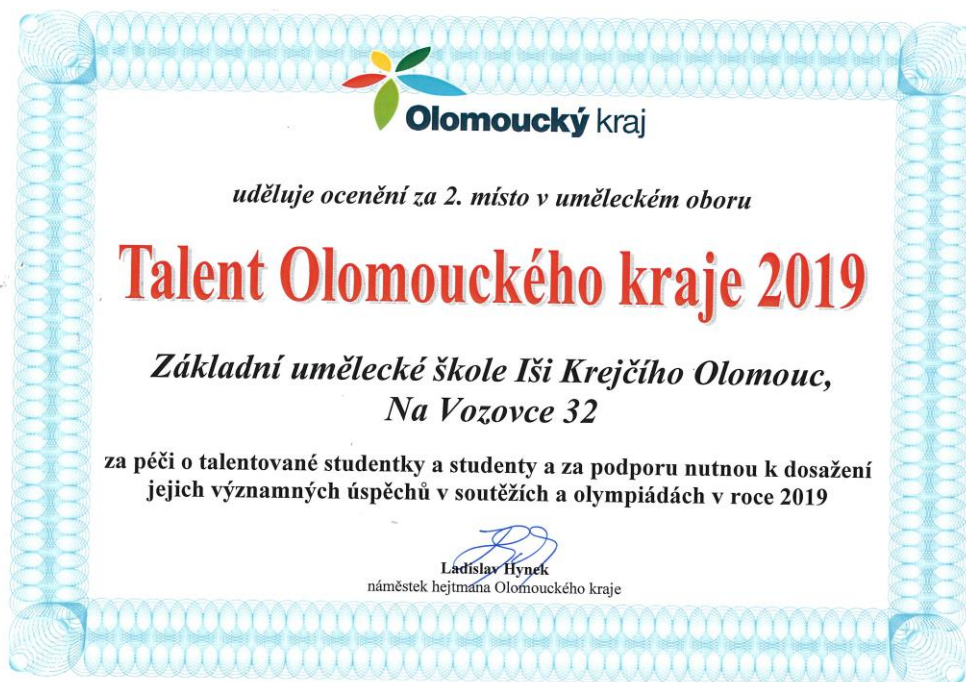 Olomoucký kraj
uděluje ocenění za 2. místo v uměleckém oboru
Talent Olomouckého kraje 2019
Základní umělecké škole Iši Krejčího Olomouc,
Na Vozovce 32
za péči o talentované studentky a studenty a za podporu nutnou k dosažení
jejich významných úspěchů v soutěžích a olympiádách v roce 2019
Ladislav Hynek
náměstek hejtmana Olomouckého kraje